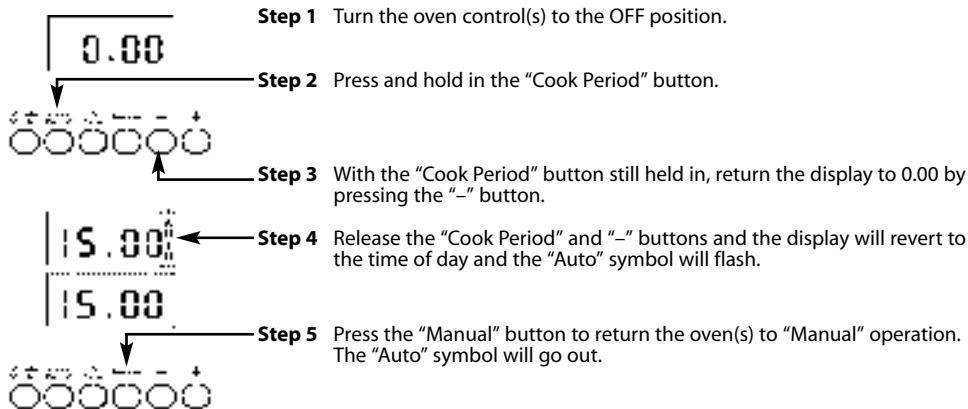 Step 1 Turn the oven control(s) to the OFF position.
0.00
Step 2 Press and hold in the “Cook Period” button.
– +
Step 3 With the “Cook Period” button still held in, return the display to 0.00 by
pressing the “–” button.
15.00
Step 4 Release the “Cook Period” and “–” buttons and the display will revert to
the time of day and the “Auto” symbol will flash.
15.00
Step 5 Press the “Manual” button to return the oven(s) to “Manual” operation.
The “Auto” symbol will go out.
– +